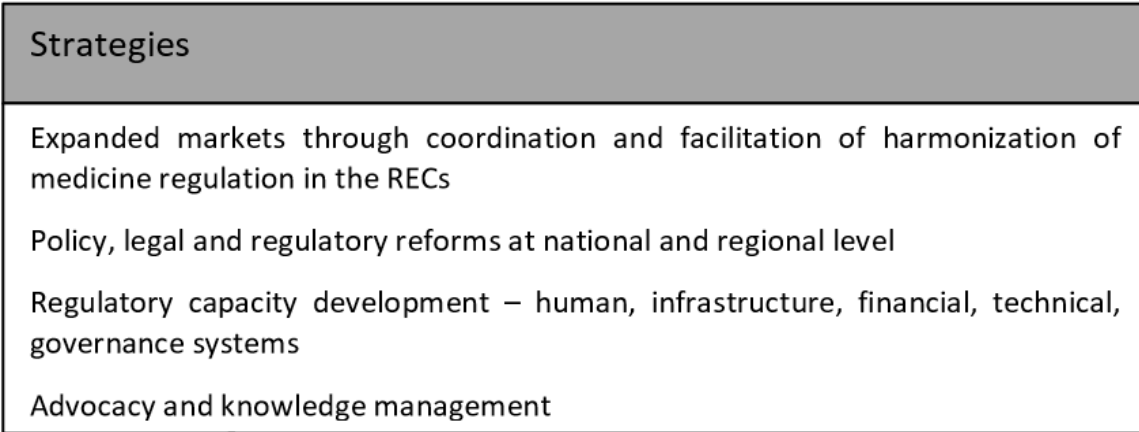 Strategies
Expanded markets through coordination and facilitation of harmonization of
medicine regulation in the RECs
Policy, legal and regulatory reforms at national and regional level
Regulatory capacity development – human, infrastructure, financial, technical,
governance systems
Advocacy and knowledge management